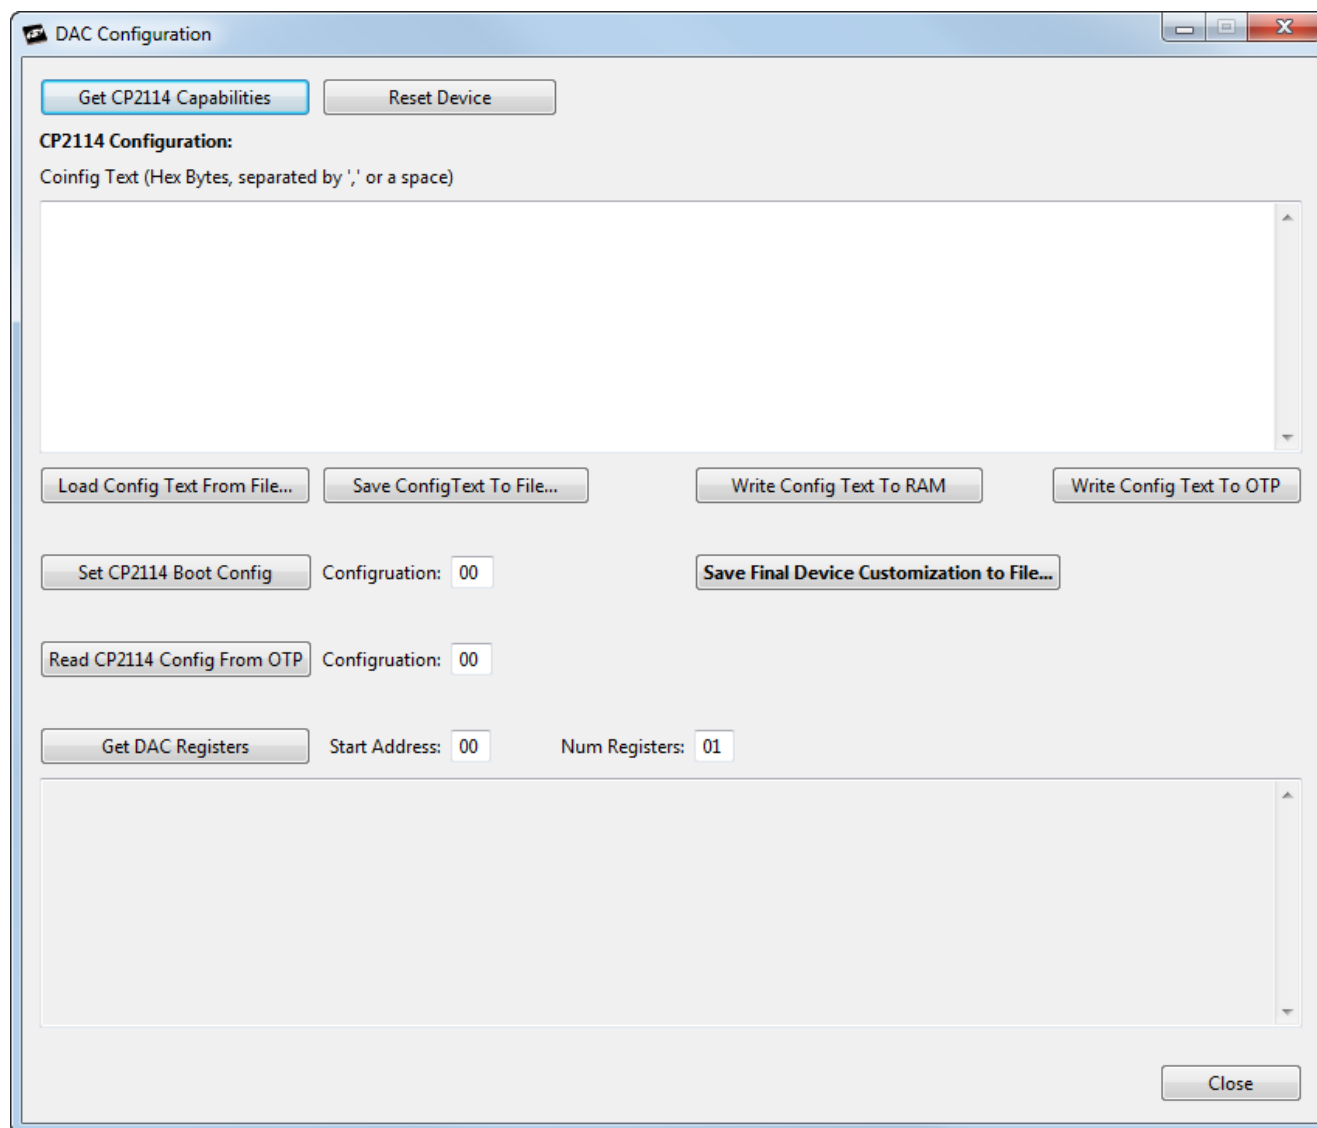 DAC Configuration
Get CP2114 Capabilities Reset Device
CP2114 Configuration:
Coinfig Text (Hex Bytes, separated by ',' or a space)
Load Config Text From File... Save ConfigText To File... Write Config Text To RAM Write Config Text To OTP
Set CP2114 Boot Config Configruation: 00 Save Final Device Customization to File...
Read CP2114 Config From OTP Configruation: 00
Get DAC Registers Start Address: 00 Num Registers: 01
Close